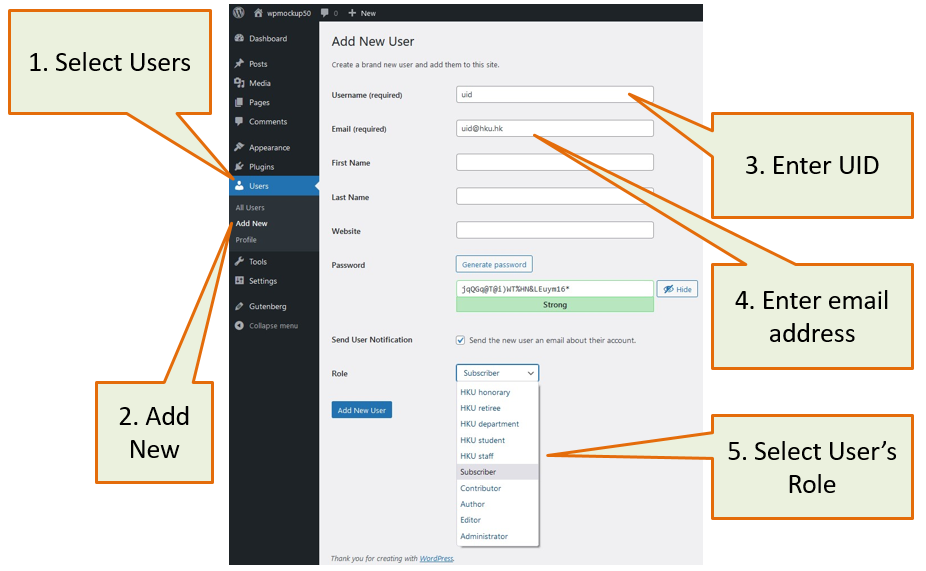 1. Select Users
2. Add
New
3. Enter UID
4. Enter email
address
5. Select User’s
Role
wpmockup50 0 + New
Dashboard
Posts
Media
Pages
Comments
Appearance
Plugins
Users
All Users
Add New
Profile
Tools
Settings
Gutenberg
Collapse menu
Add New User
Create a brand new user and add them to this site.
Username (required) uid
Email (required) uid@hku.hk
First Name
Last Name
Website
Password Generate password
jqQGq@T@i)WT%HN&LEuym16* Hide
Strong
Send User Notification Send the new user an email about their account.
Role Subscriber
HKU honorary
HKU retiree
HKU department
HKU student
HKU staff
Subscriber
Contributor
Author
Editor
Administrator
Add New User
Thank you for creating with WordPress.